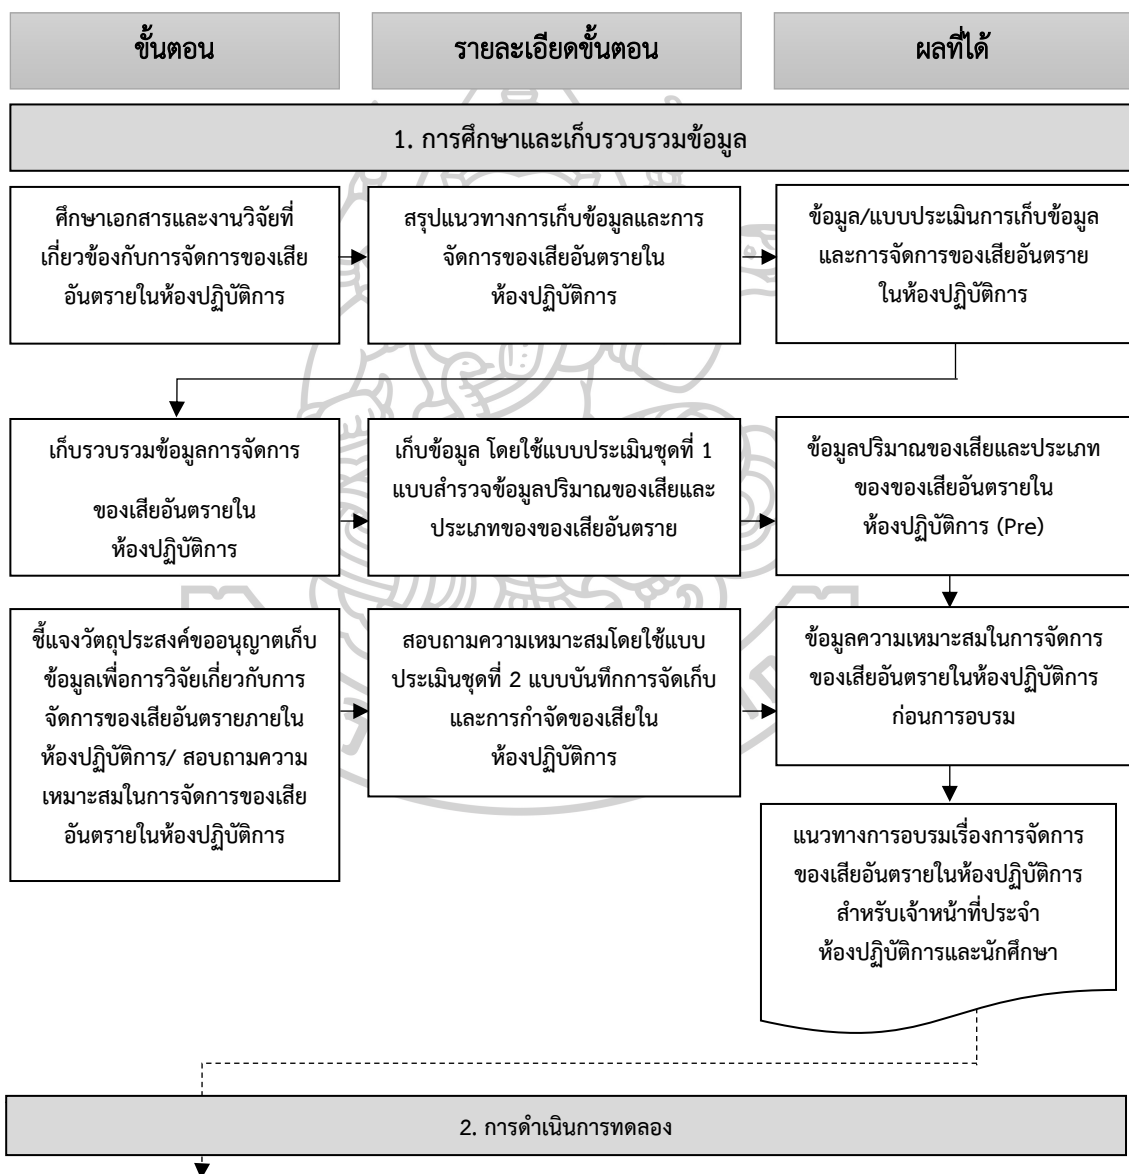 ขั้นตอน
รายละเอียดขั้นตอน
ผลที่ได้
1. การศึกษาและเก็บรวบรวมข้อมูล
ศึกษาเอกสารและงานวิจัยที่
เกี่ยวข้องกับการจัดการของเสีย
อันตรายในห้องปฏิบัติการ
สรุปแนวทางการเก็บข้อมูลและการ
จัดการของเสียอันตรายใน
ห้องปฏิบัติการ
ข้อมูล/แบบประเมินการเก็บข้อมูล
และการจัดการของเสียอันตราย
ในห้องปฏิบัติการ
เก็บรวบรวมข้อมูลการจัดการ
ของเสียอันตรายใน
ห้องปฏิบัติการ
เก็บข้อมูล โดยใช้แบบประเมินชุดที่ 1
แบบสำรวจข้อมูลปริมาณของเสียและ
ประเภทของของเสียอันตราย
ข้อมูลปริมาณของเสียและประเภท
ของของเสียอันตรายใน
ห้องปฏิบัติการ (Pre)
ชี้แจงวัตถุประสงค์ขออนุญาตเก็บ
ข้อมูลเพื่อการวิจัยเกี่ยวกับการ
จัดการของเสียอันตรายภายใน
ห้องปฏิบัติการ/ สอบถามความ
เหมาะสมในการจัดการของเสีย
อันตรายในห้องปฏิบัติการ
สอบถามความเหมาะสมโดยใช้แบบ
ประเมินชุดที่ 2 แบบบันทึกการจัดเก็บ
และการกำจัดของเสียใน
ห้องปฏิบัติการ
ข้อมูลความเหมาะสมในการจัดการ
ของเสียอันตรายในห้องปฏิบัติการ
ก่อนการอบรม
แนวทางการอบรมเรื่องการจัดการ
ของเสียอันตรายในห้องปฏิบัติการ
สำหรับเจ้าหน้าที่ประจำ
ห้องปฏิบัติการและนักศึกษา
2. การดำเนินการทดลอง